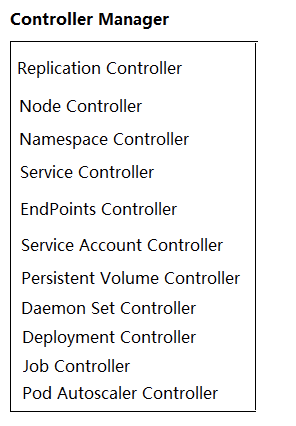 Controller Manager
Replication Controller
Node Controller
Namespace Controller
Service Controller
EndPoints Controller
Service Account Controller
Persistent Volume Controller
Daemon Set Controller
Deployment Controller
Job Controller
Pod Autoscaler Controller